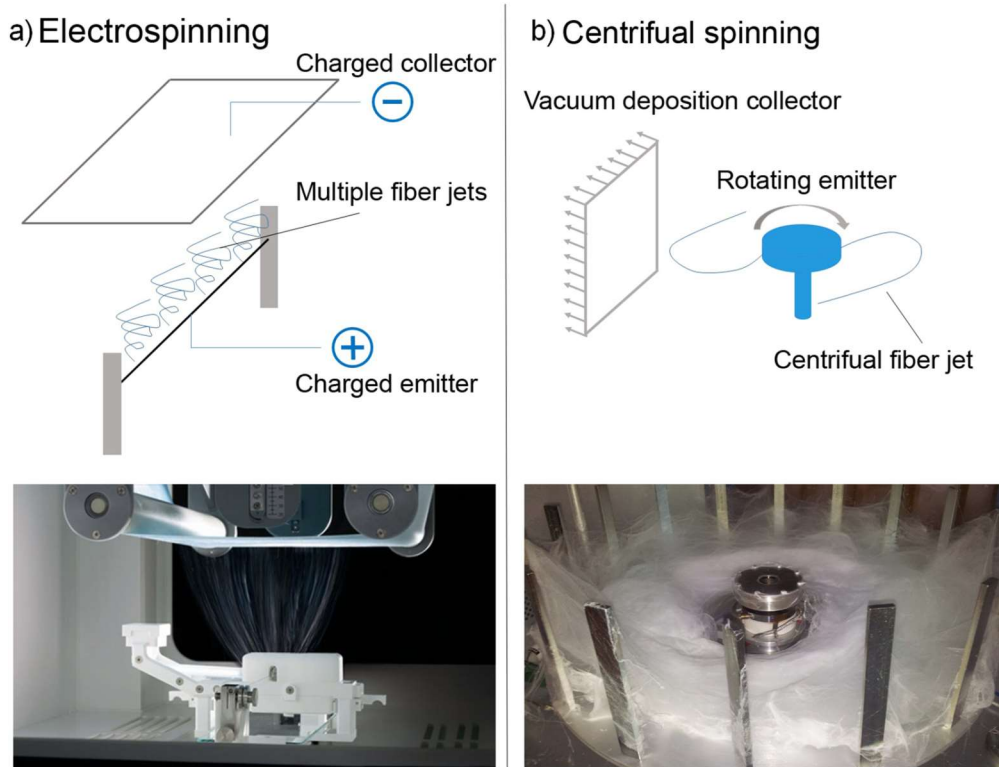 a) Electrospinning
Charged collector
−
Multiple fiber jets
+
Charged emitter
b) Centrifual spinning
Vacuum deposition collector
Rotating emitter
Centrifual fiber jet